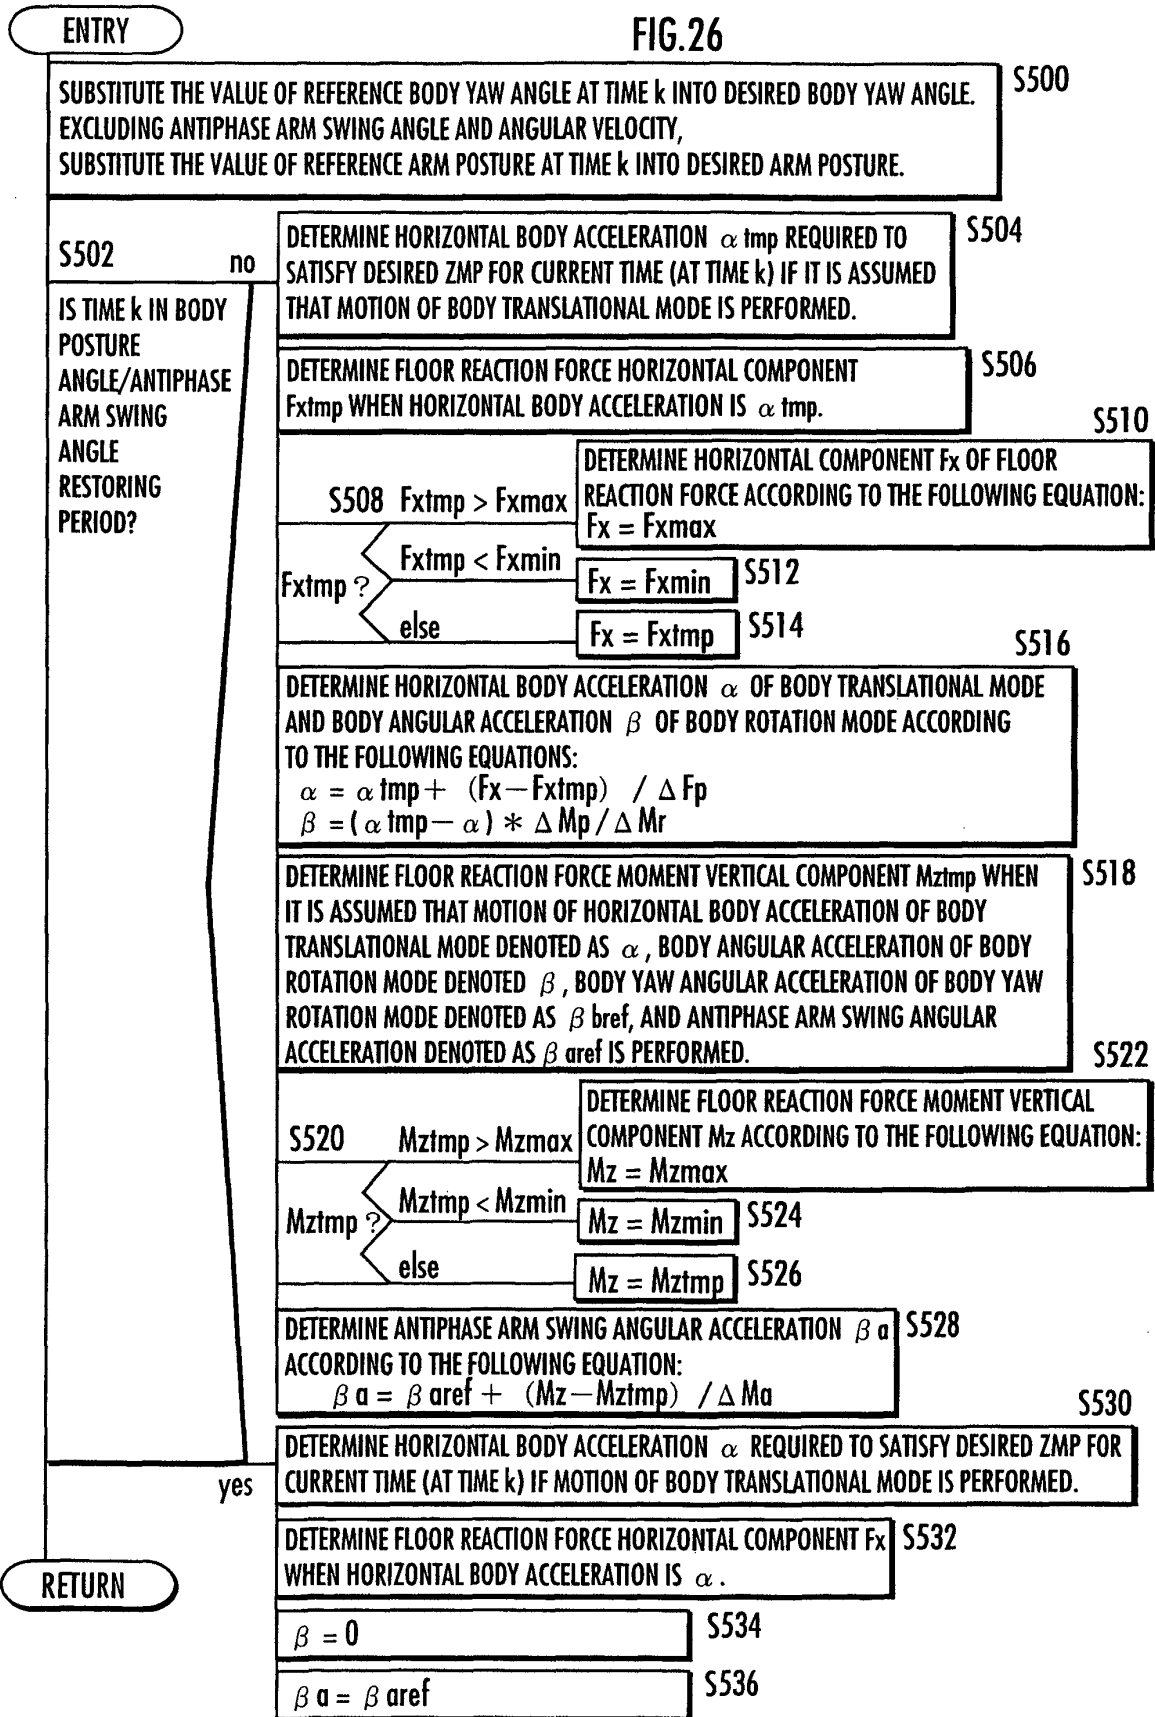 ENTRY
FIG.26
SUBSTITUTE THE VALUE OF REFERENCE BODY YAW ANGLE AT TIME k INTO DESIRED BODY YAW ANGLE.
EXCLUDING ANTIPHASE ARM SWING ANGLE AND ANGULAR VELOCITY,
SUBSTITUTE THE VALUE OF REFERENCE ARM POSTURE AT TIME k INTO DESIRED ARM POSTURE.
S500
S502
no
IS TIME k IN BODY
POSTURE
ANGLE/ANTIPHASE
ARM SWING
ANGLE
RESTORING
PERIOD?
DETERMINE HORIZONTAL BODY ACCELERATION α tmp REQUIRED TO
SATISFY DESIRED ZMP FOR CURRENT TIME (AT TIME k) IF IT IS ASSUMED
THAT MOTION OF BODY TRANSLATIONAL MODE IS PERFORMED.
S504
DETERMINE FLOOR REACTION FORCE HORIZONTAL COMPONENT
Fxtmp WHEN HORIZONTAL BODY ACCELERATION IS α tmp.
S506
S508
Fxtmp ?
Fxtmp > Fxmax
S510
DETERMINE HORIZONTAL COMPONENT Fx OF FLOOR
REACTION FORCE ACCORDING TO THE FOLLOWING EQUATION:
Fx = Fxmax
Fxtmp < Fxmin
Fx = Fxmin
S512
else
Fx = Fxtmp
S514
S516
DETERMINE HORIZONTAL BODY ACCELERATION α OF BODY TRANSLATIONAL MODE
AND BODY ANGULAR ACCELERATION β OF BODY ROTATION MODE ACCORDING
TO THE FOLLOWING EQUATIONS:
α = α tmp+ (Fx−Fxtmp) / Δ Fp
β =( α tmp− α ) * Δ Mp/Δ Mr
DETERMINE FLOOR REACTION FORCE MOMENT VERTICAL COMPONENT Mztmp WHEN
IT IS ASSUMED THAT MOTION OF HORIZONTAL BODY ACCELERATION OF BODY
TRANSLATIONAL MODE DENOTED AS α , BODY ANGULAR ACCELERATION OF BODY
ROTATION MODE DENOTED β , BODY YAW ANGULAR ACCELERATION OF BODY YAW
ROTATION MODE DENOTED AS β bref, AND ANTIPHASE ARM SWING ANGULAR
ACCELERATION DENOTED AS β aref IS PERFORMED.
S518
S520
Mztmp ?
Mztmp > Mzmax
S522
DETERMINE FLOOR REACTION FORCE MOMENT VERTICAL
COMPONENT Mz ACCORDING TO THE FOLLOWING EQUATION:
Mz = Mzmax
Mztmp < Mzmin
Mz = Mzmin
S524
else
Mz = Mztmp
S526
DETERMINE ANTIPHASE ARM SWING ANGULAR ACCELERATION β a
ACCORDING TO THE FOLLOWING EQUATION:
β a = β aref + (Mz−Mztmp) / Δ Ma
S528
yes
S530
DETERMINE HORIZONTAL BODY ACCELERATION α REQUIRED TO SATISFY DESIRED ZMP FOR
CURRENT TIME (AT TIME k) IF MOTION OF BODY TRANSLATIONAL MODE IS PERFORMED.
DETERMINE FLOOR REACTION FORCE HORIZONTAL COMPONENT Fx
WHEN HORIZONTAL BODY ACCELERATION IS α .
S532
β = 0
S534
β a = β aref
S536
RETURN